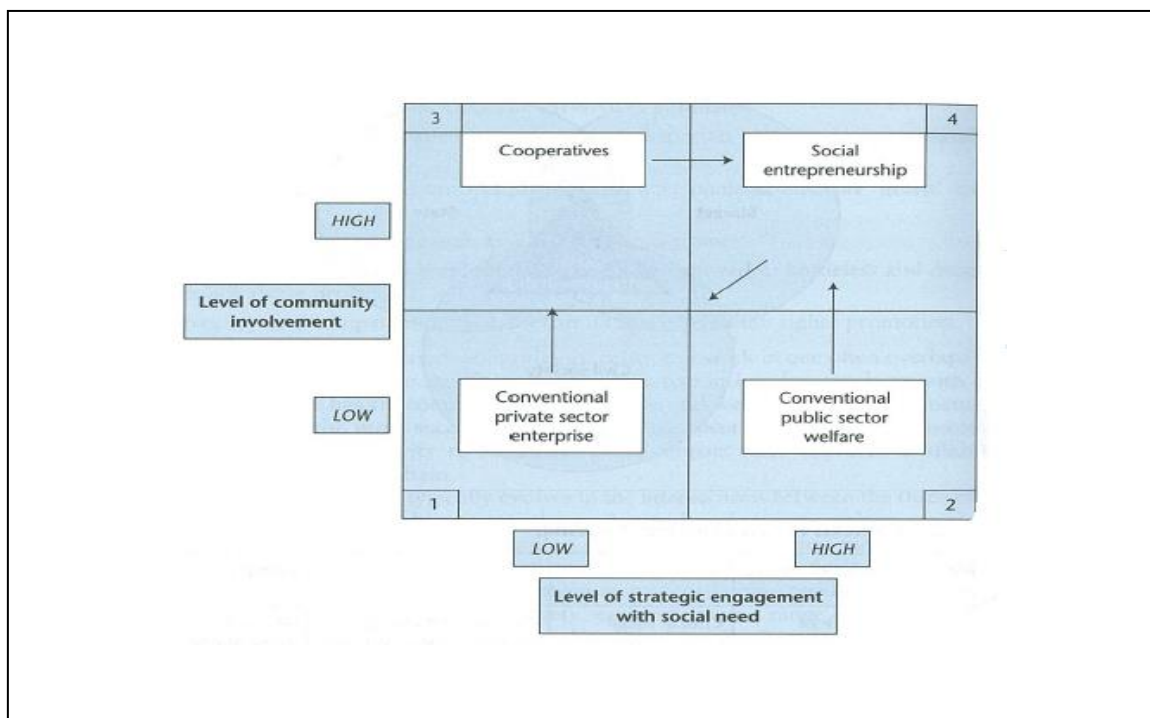 3
4
Cooperatives
Social
entrepreneurship
HIGH
Level of community
involvement
LOW
Conventional
private sector
enterprise
Conventional
public sector
welfare
1
2
LOW
HIGH
Level of strategic engagement
with social need